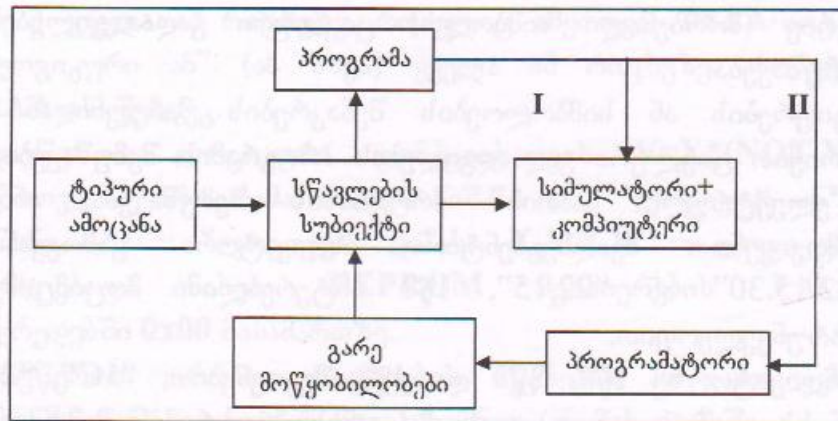 პროგრამა
I
II
ტიპური
ამოცანა
სწავლების
სუბიექტი
სიმულატორი+
კომპიუტერი
გარე
მოწყობილობები
პროგრამატორი